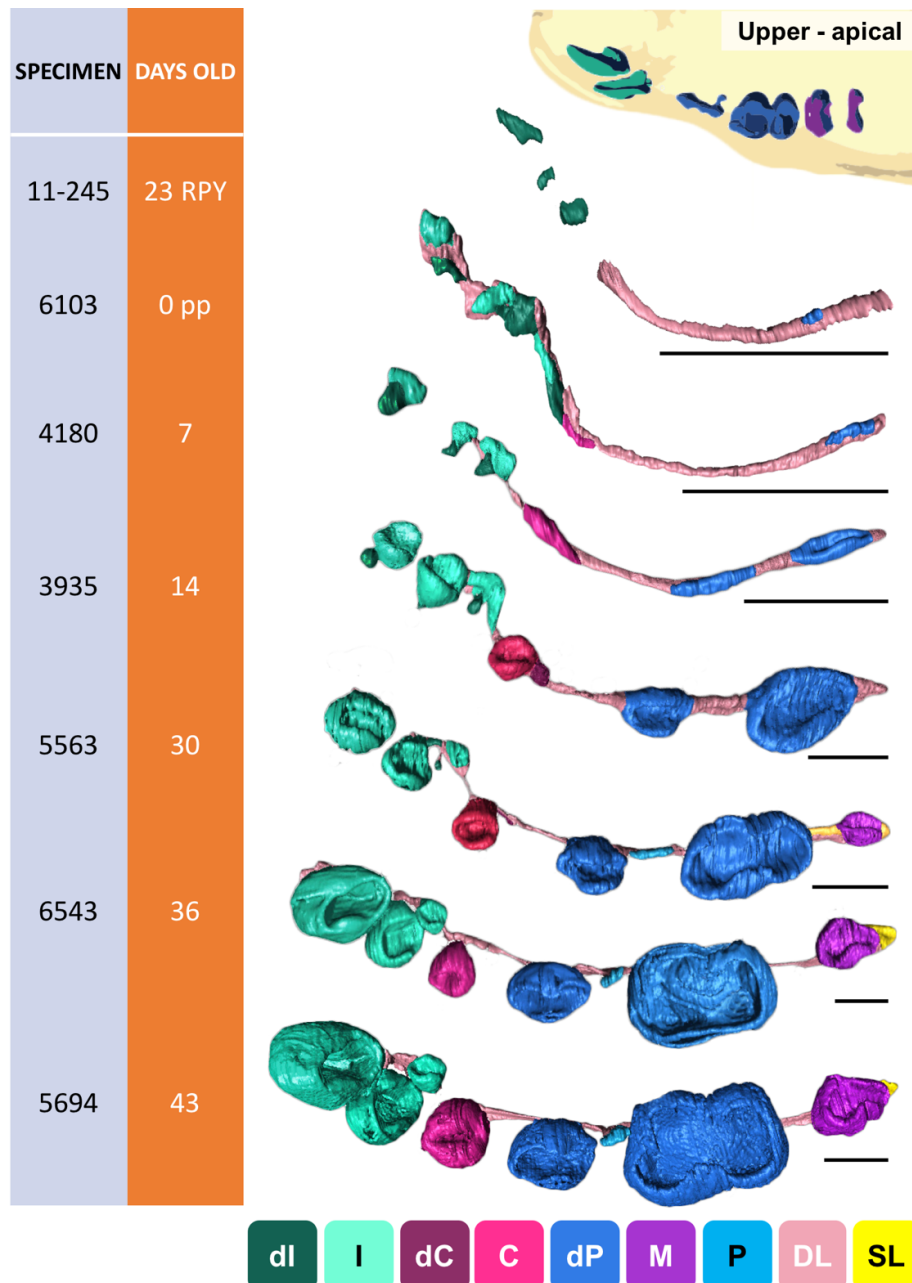 Upper - apical
SPECIMEN DAYS OLD
11-245 23 RPY
6103 0 pp
4180 7
3935 14
5563 30
6543 36
5694 43
dI I dC C dP M P DL SL